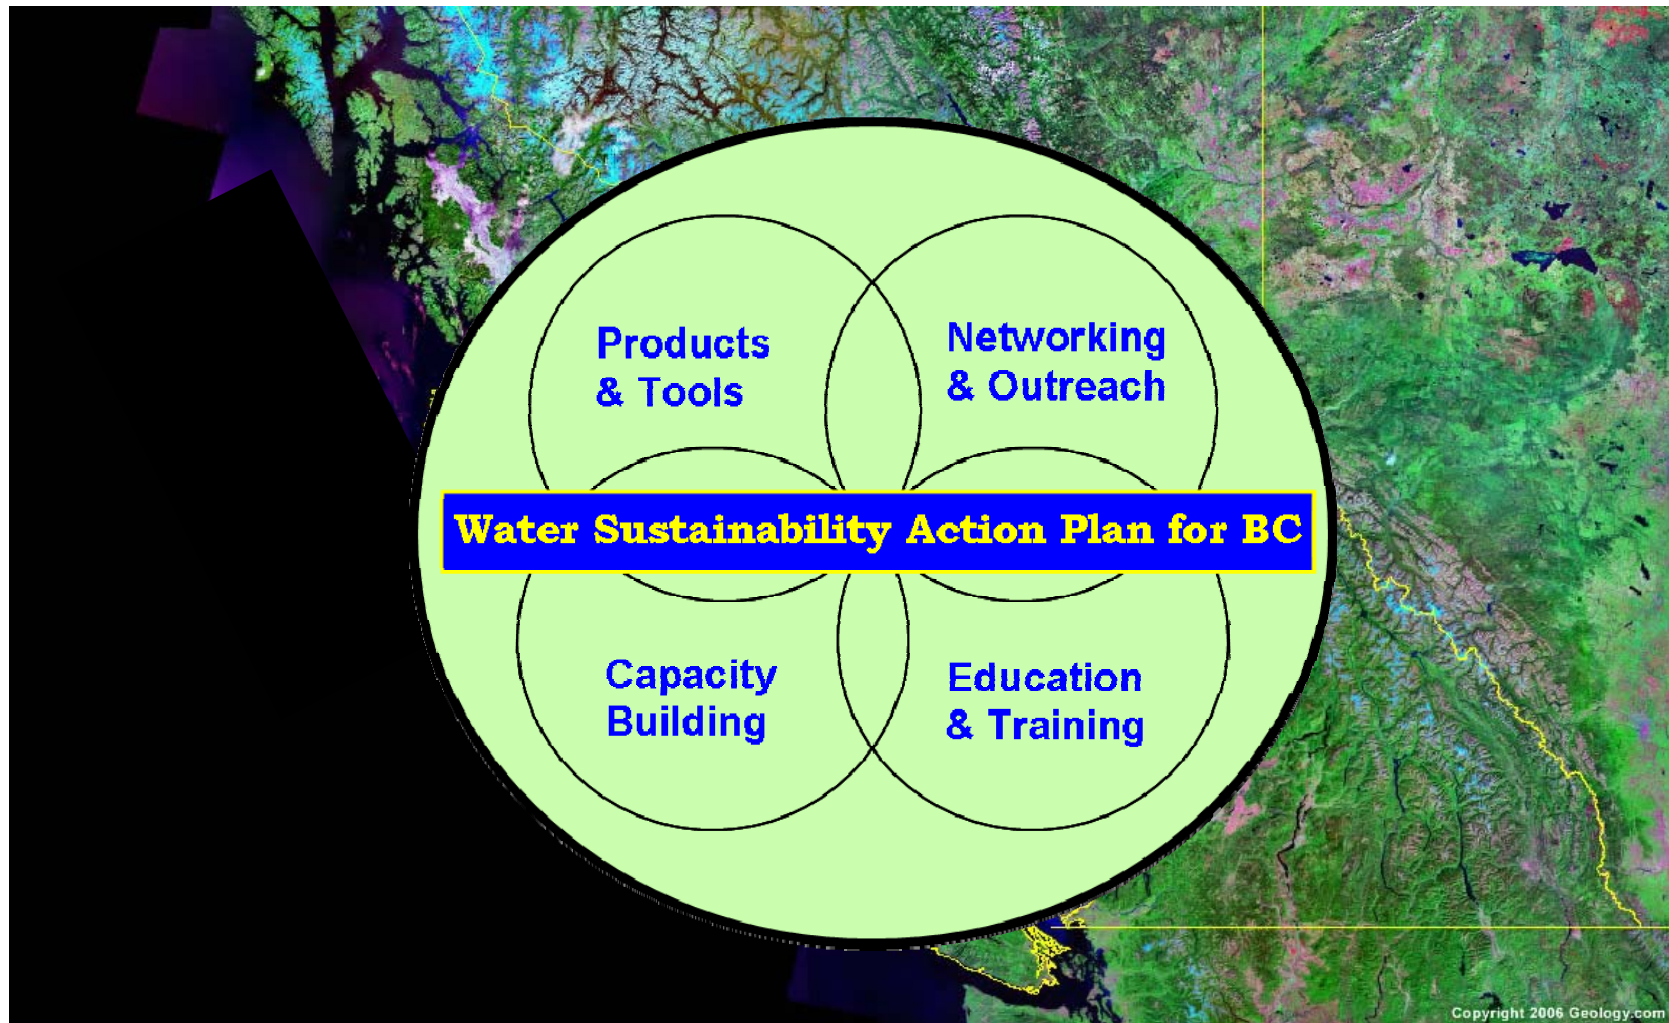 Products
& Tools
Networking
& Outreach
Water Sustainability Action Plan for BC
Capacity
Building
Education
& Training
Copyright 2006 Geology.com